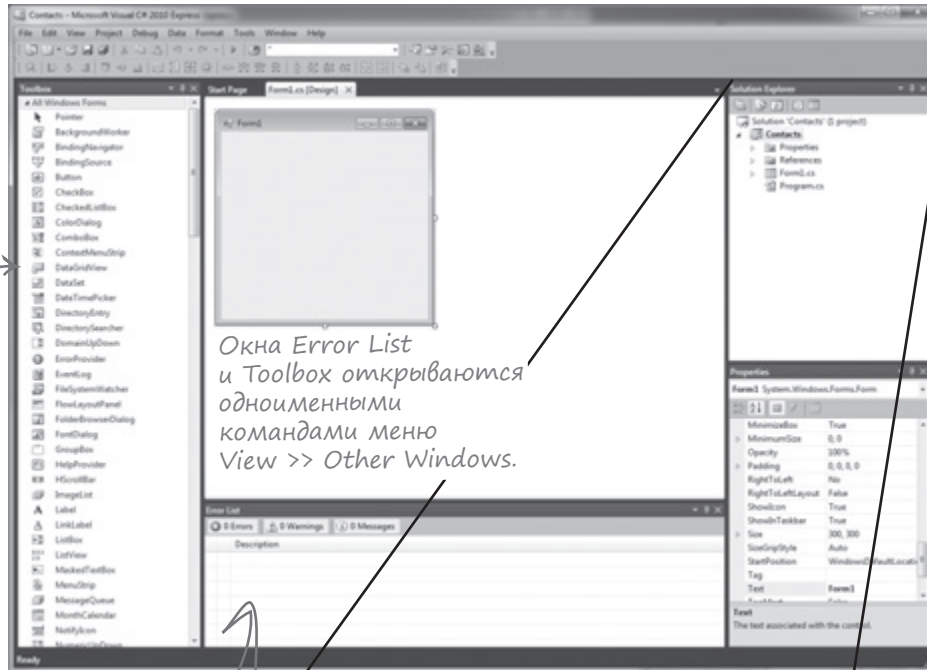 Contacts - Microsoft Visual C# 2010 Express
File Edit View Project Debug Data Format Tools Window Help
Toolbox
All Windows Forms
Pointer
BackgroundWorker
BindingNavigator
BindingSource
Button
CheckBox
CheckedListBox
ColorDialog
ComboBox
ContextMenuStrip
DataGridView
DataSet
DateTimePicker
DirectoryEntry
DirectorySearcher
DomainUpDown
ErrorProvider
EventLog
FileSystemWatcher
FlowLayoutPanel
FolderBrowserDialog
FontDialog
GroupBox
HelpProvider
HScrollBar
ImageList
Label
LinkLabel
ListBox
ListView
MaskedTextBox
MenuStrip
MessageQueue
MonthCalendar
NotifyIcon
NumericUpDown
Start Page Form1.cs [Design]
Form1
Окна Error List
и Toolbox открываются
одноименными
командами меню
View >> Other Windows.
Error List
0 Errors 0 Warnings 0 Messages
Description
Solution Explorer
Solution 'Contacts' (1 project)
Contacts
Properties
References
Form1.cs
Program.cs
Properties
Form1 System.Windows.Forms.Form
MinimizeBox True
MinimumSize 0; 0
Opacity 100%
Padding 0; 0; 0; 0
RightToLeft No
RightToLeftLayout False
ShowIcon True
ShowInTaskbar True
Size 300; 300
SizeGripStyle Auto
StartPosition WindowsDefaultLocatio
Tag
Text Form1
Text
The text associated with the control.
Ready